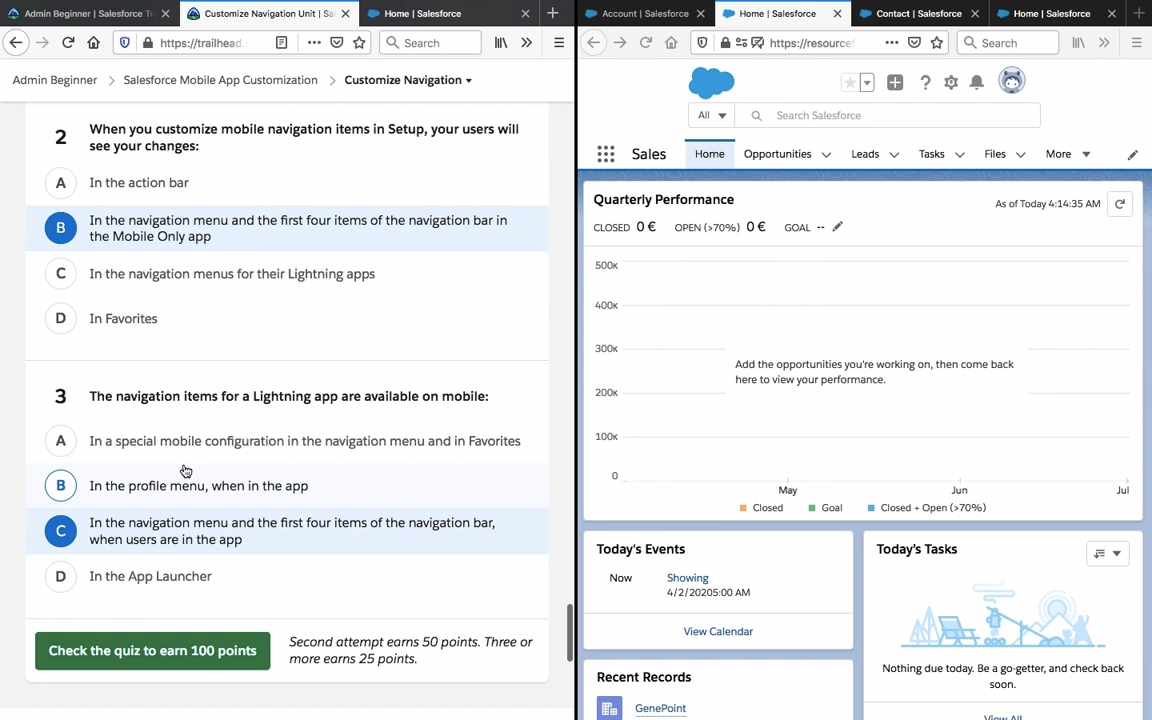 Admin Beginner | Salesforce Tr
Customize Navigation Unit | Sa
Home | Salesforce
https://trailhead.
Search
Admin Beginner
Salesforce Mobile App Customization
Customize Navigation
2
When you customize mobile navigation items in Setup, your users will
see your changes:
A
In the action bar
B
In the navigation menu and the first four items of the navigation bar in
the Mobile Only app
C
In the navigation menus for their Lightning apps
D
In Favorites
3
The navigation items for a Lightning app are available on mobile:
A
In a special mobile configuration in the navigation menu and in Favorites
B
In the profile menu, when in the app
C
In the navigation menu and the first four items of the navigation bar,
when users are in the app
D
In the App Launcher
Check the quiz to earn 100 points
Second attempt earns 50 points. Three or
more earns 25 points.
Account | Salesforce
Home | Salesforce
Contact | Salesforce
Home | Salesforce
https://resource
Search
All
Search Salesforce
Sales
Home
Opportunities
Leads
Tasks
Files
More
Quarterly Performance
As of Today 4:14:35 AM
CLOSED 0 € OPEN (>70%) 0 € GOAL --
500K
400K
300K
200K
100K
0
Add the opportunities you're working on, then come back
here to view your performance.
May
Jun
Jul
Closed
Goal
Closed + Open (>70%)
Today's Events
Now
Showing
4/2/20205:00 AM
View Calendar
Today's Tasks
Nothing due today. Be a go-getter, and check back
soon.
View All
Recent Records
GenePoint